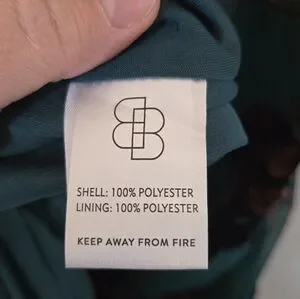 SHELL: 100% POLYESTER
LINING: 100% POLYESTER
KEEP AWAY FROM FIRE